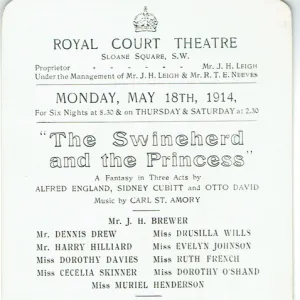 ROYAL COURT THEATRE
SLOANE SQUARE, S.W.
Proprietor - - - - - - Mr. J. H. LEIGH
Under the Management of Mr. J. H. LEIGH & Mr. R. T. E. NEEVES
MONDAY, MAY 18TH, 1914,
For Six Nights at 8.30 & on THURSDAY & SATURDAY at 2.30
"The Swineherd
and the Princess"
A Fantasy in Three Acts by
ALFRED ENGLAND, SIDNEY CUBITT and OTTO DAVID
Music by CARL ST. AMORY
Mr. J. H. BREWER
Mr. DENNIS DREW Miss DRUSILLA WILLS
Mr. HARRY HILLIARD Miss EVELYN JOHNSON
Miss DOROTHY DAVIES Miss RUTH FRENCH
Miss CECELIA SKINNER Miss DOROTHY O'SHAND
Miss MURIEL HENDERSON